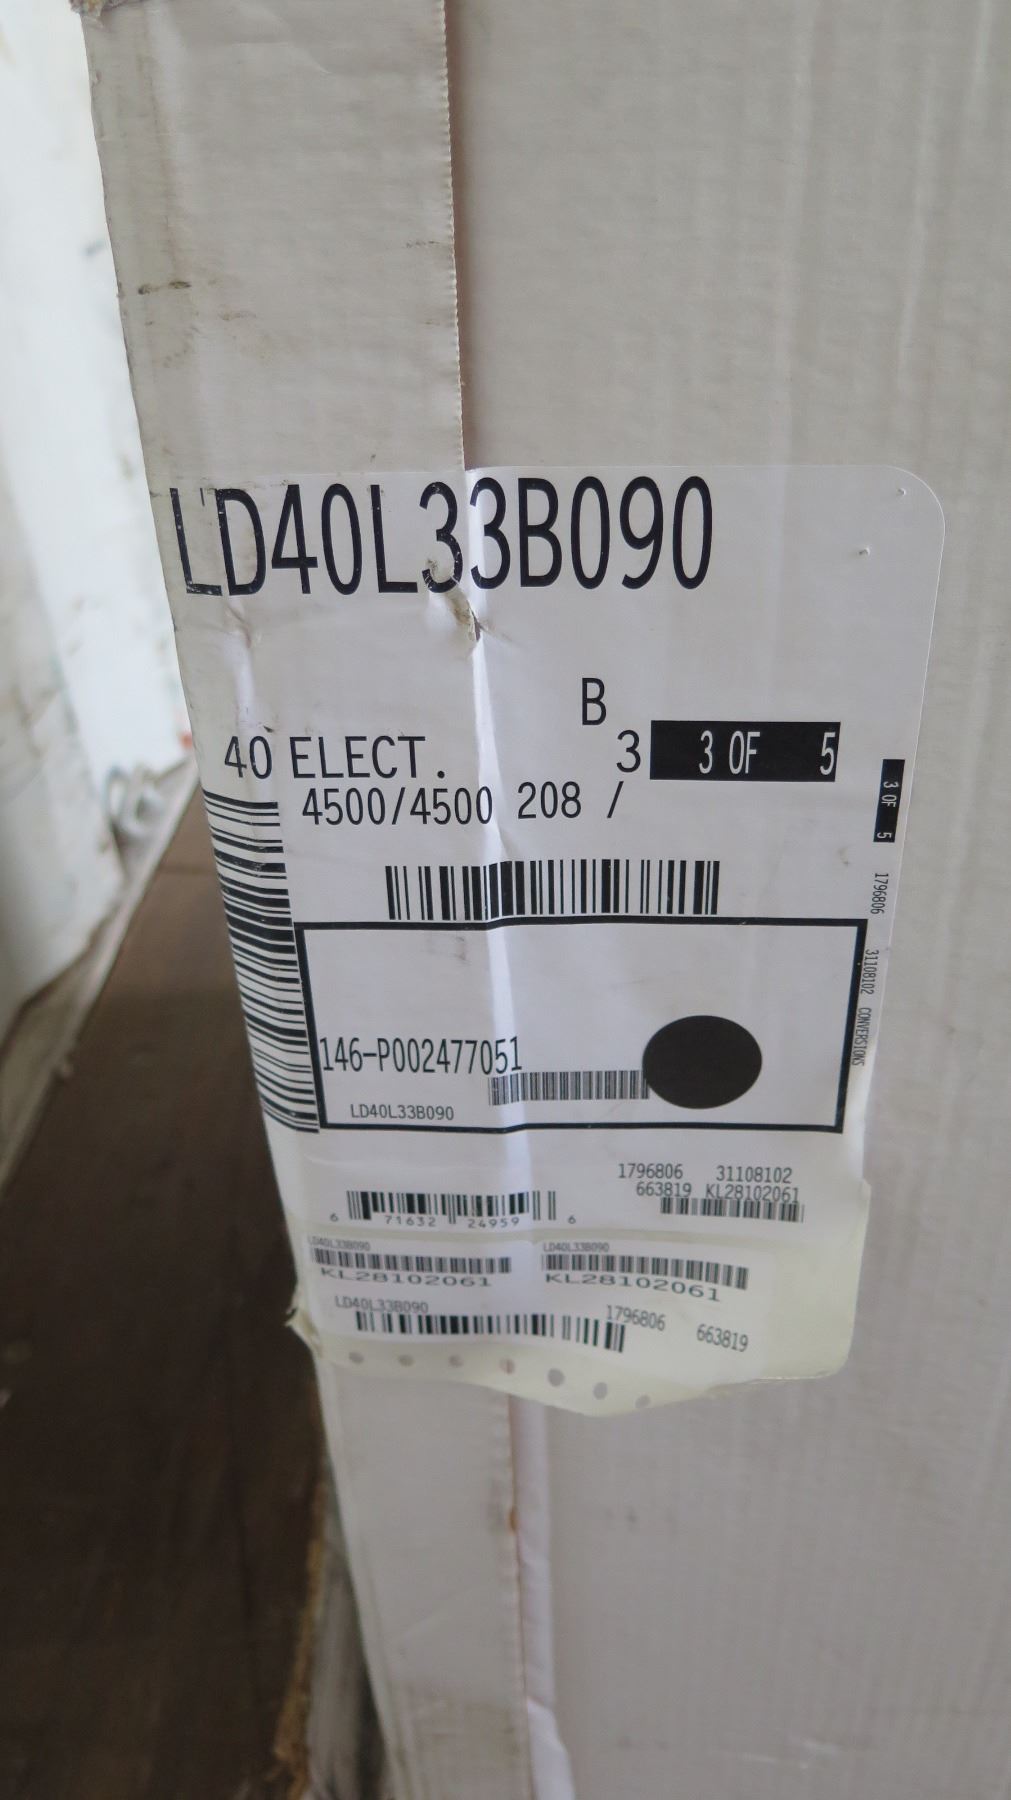 LD40L33B090
B
40 ELECT. 3 3 OF 5
4500/4500 208 /
3 OF 5 1796806 31108102 CONVERSIONS
146-P002477051
LD40L33B090
1796806 31108102
663819 KL28102061
6 71632 24959 6
LD40L33B090 LD40L33B090
KL28102061 KL28102061
LD40L33B090 1796806 663819